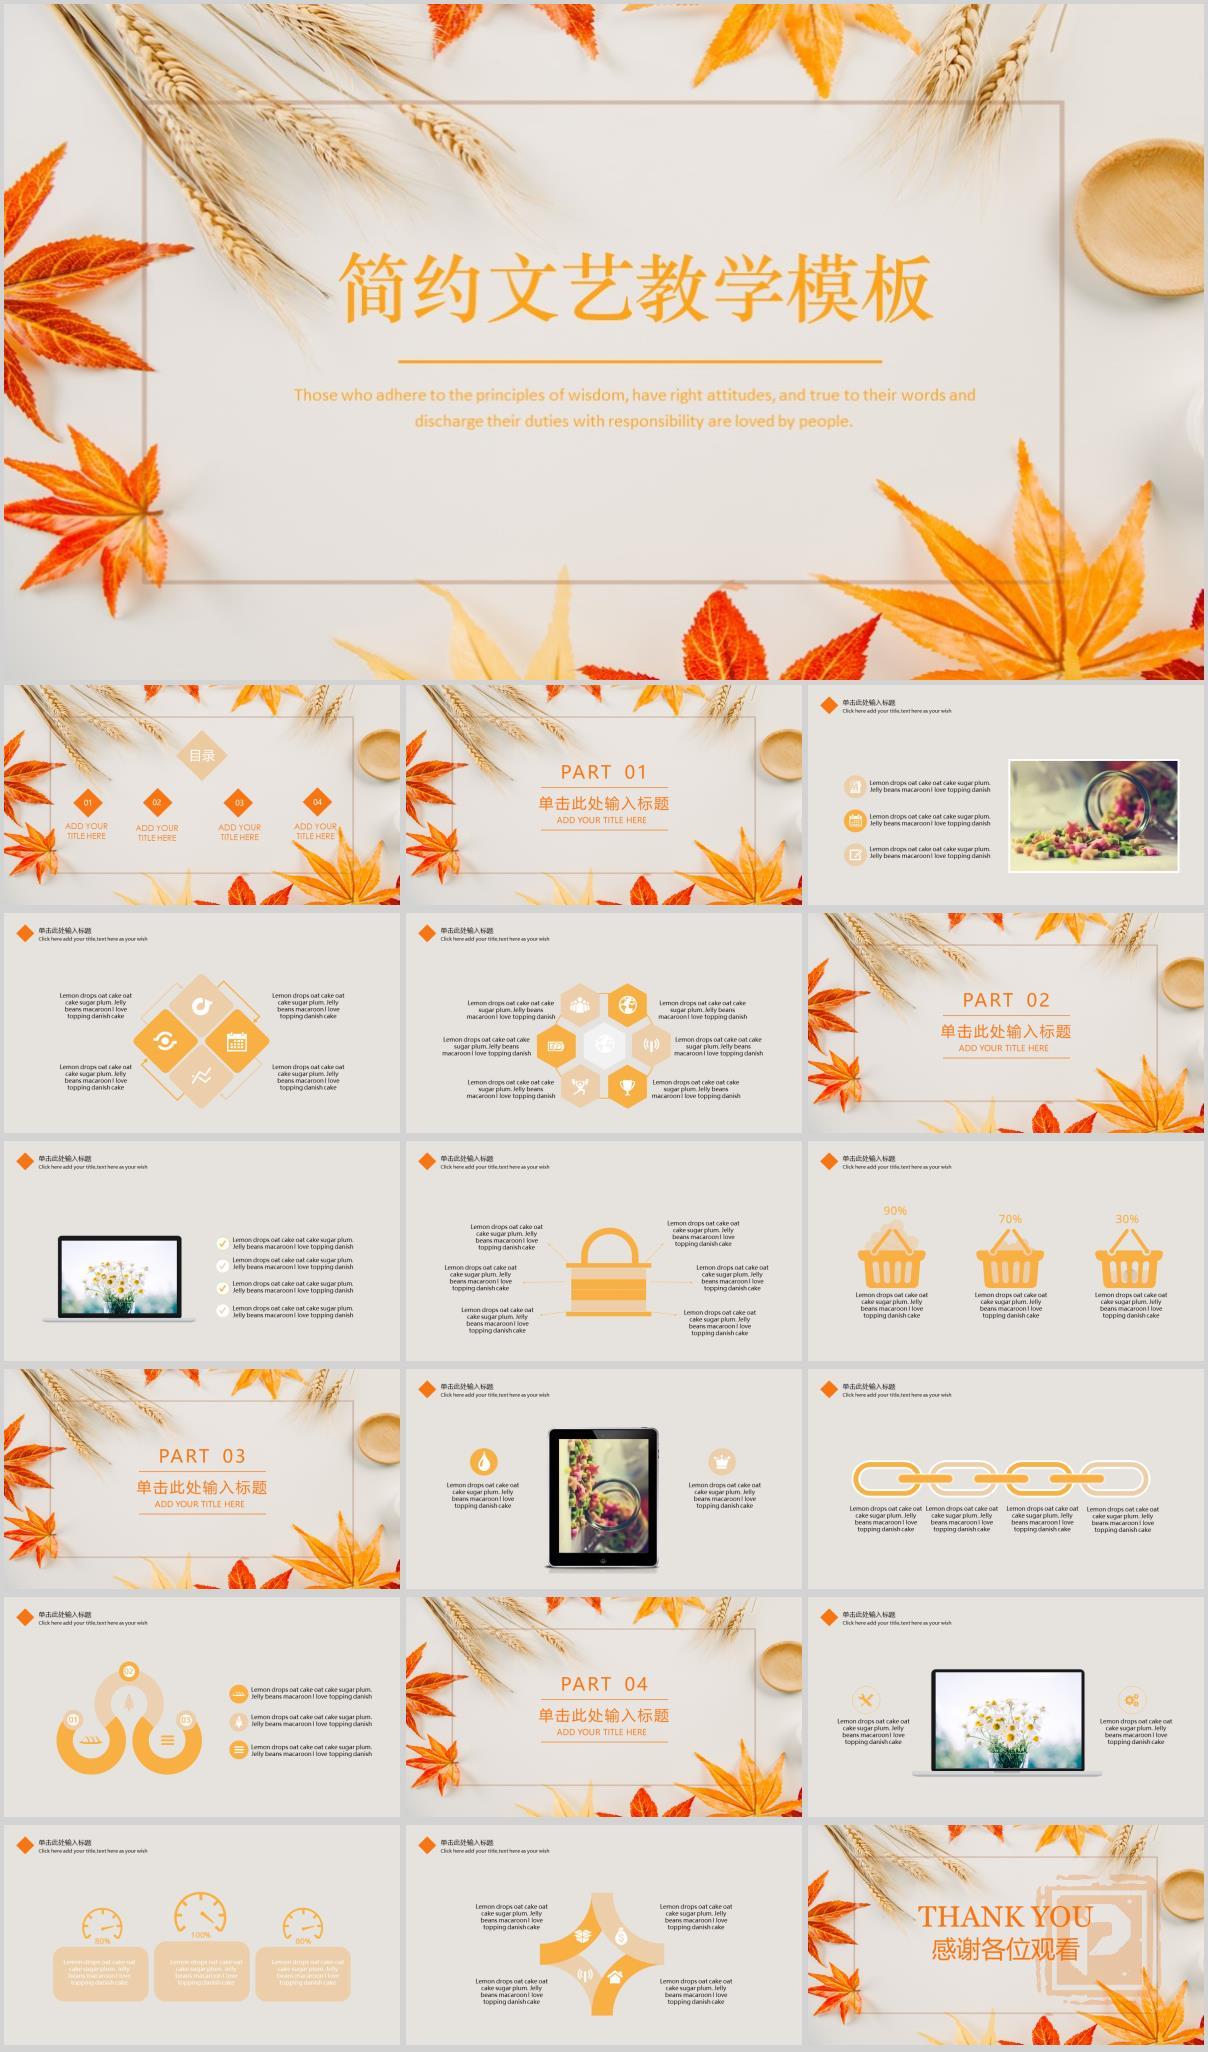 简约文艺教学模板
Those who adhere to the principles of wisdom, have right attitudes, and true to their words and
discharge their duties with responsibility are loved by people.
目录
01
02
03
04
ADD YOUR
TITLE HERE
ADD YOUR
TITLE HERE
ADD YOUR
TITLE HERE
ADD YOUR
TITLE HERE
PART 01
单击此处输入标题
ADD YOUR TITLE HERE
单击此处输入标题
Click here add your title,text here as your wish
Lemon drops oat cake oat cake sugar plum.
Jelly beans macaroon I love topping danish
Lemon drops oat cake oat cake sugar plum.
Jelly beans macaroon I love topping danish
Lemon drops oat cake oat cake sugar plum.
Jelly beans macaroon I love topping danish
单击此处输入标题
Click here add your title,text here as your wish
Lemon drops oat cake oat
cake sugar plum. Jelly
beans macaroon I love
topping danish cake
Lemon drops oat cake oat
cake sugar plum. Jelly
beans macaroon I love
topping danish cake
Lemon drops oat cake oat
cake sugar plum. Jelly
beans macaroon I love
topping danish cake
Lemon drops oat cake oat
cake sugar plum. Jelly
beans macaroon I love
topping danish cake
单击此处输入标题
Click here add your title,text here as your wish
Lemon drops oat cake oat cake
sugar plum. Jelly beans
macaroon I love topping danish
Lemon drops oat cake oat cake
sugar plum. Jelly beans
macaroon I love topping danish
Lemon drops oat cake oat cake
sugar plum. Jelly beans
macaroon I love topping danish
Lemon drops oat cake oat cake
sugar plum. Jelly beans
macaroon I love topping danish
Lemon drops oat cake oat cake
sugar plum. Jelly beans
macaroon I love topping danish
Lemon drops oat cake oat cake
sugar plum. Jelly beans
macaroon I love topping danish
PART 02
单击此处输入标题
ADD YOUR TITLE HERE
单击此处输入标题
Click here add your title,text here as your wish
Lemon drops oat cake oat cake sugar plum.
Jelly beans macaroon I love topping danish
Lemon drops oat cake oat cake sugar plum.
Jelly beans macaroon I love topping danish
Lemon drops oat cake oat cake sugar plum.
Jelly beans macaroon I love topping danish
Lemon drops oat cake oat cake sugar plum.
Jelly beans macaroon I love topping danish
单击此处输入标题
Click here add your title,text here as your wish
Lemon drops oat cake oat
cake sugar plum. Jelly
beans macaroon I love
topping danish cake
Lemon drops oat cake oat
cake sugar plum. Jelly
beans macaroon I love
topping danish cake
Lemon drops oat cake oat
cake sugar plum. Jelly
beans macaroon I love
topping danish cake
Lemon drops oat cake oat
cake sugar plum. Jelly
beans macaroon I love
topping danish cake
Lemon drops oat cake oat
cake sugar plum. Jelly
beans macaroon I love
topping danish cake
Lemon drops oat cake oat
cake sugar plum. Jelly
beans macaroon I love
topping danish cake
单击此处输入标题
Click here add your title,text here as your wish
90%
70%
30%
Lemon drops oat cake oat
cake sugar plum. Jelly
beans macaroon I love
topping danish cake
Lemon drops oat cake oat
cake sugar plum. Jelly
beans macaroon I love
topping danish cake
Lemon drops oat cake oat
cake sugar plum. Jelly
beans macaroon I love
topping danish cake
PART 03
单击此处输入标题
ADD YOUR TITLE HERE
单击此处输入标题
Click here add your title,text here as your wish
Lemon drops oat cake oat
cake sugar plum. Jelly
beans macaroon I love
topping danish cake
Lemon drops oat cake oat
cake sugar plum. Jelly
beans macaroon I love
topping danish cake
单击此处输入标题
Click here add your title,text here as your wish
Lemon drops oat cake oat
cake sugar plum. Jelly
beans macaroon I love
topping danish cake
Lemon drops oat cake oat
cake sugar plum. Jelly
beans macaroon I love
topping danish cake
Lemon drops oat cake oat
cake sugar plum. Jelly
beans macaroon I love
topping danish cake
Lemon drops oat cake oat
cake sugar plum. Jelly
beans macaroon I love
topping danish cake
单击此处输入标题
Click here add your title,text here as your wish
02
01
03
Lemon drops oat cake oat cake sugar plum.
Jelly beans macaroon I love topping danish
Lemon drops oat cake oat cake sugar plum.
Jelly beans macaroon I love topping danish
Lemon drops oat cake oat cake sugar plum.
Jelly beans macaroon I love topping danish
PART 04
单击此处输入标题
ADD YOUR TITLE HERE
单击此处输入标题
Click here add your title,text here as your wish
Lemon drops oat cake oat
cake sugar plum. Jelly
beans macaroon I love
topping danish cake
Lemon drops oat cake oat
cake sugar plum. Jelly
beans macaroon I love
topping danish cake
单击此处输入标题
Click here add your title,text here as your wish
80%
100%
80%
Lemon drops oat cake oat
cake sugar plum. Jelly
beans macaroon I love
topping danish cake
Lemon drops oat cake oat
cake sugar plum. Jelly
beans macaroon I love
topping danish cake
Lemon drops oat cake oat
cake sugar plum. Jelly
beans macaroon I love
topping danish cake
单击此处输入标题
Click here add your title,text here as your wish
Lemon drops oat cake oat
cake sugar plum. Jelly
beans macaroon I love
topping danish cake
Lemon drops oat cake oat
cake sugar plum. Jelly
beans macaroon I love
topping danish cake
Lemon drops oat cake oat
cake sugar plum. Jelly
beans macaroon I love
topping danish cake
Lemon drops oat cake oat
cake sugar plum. Jelly
beans macaroon I love
topping danish cake
THANK YOU
感谢各位观看